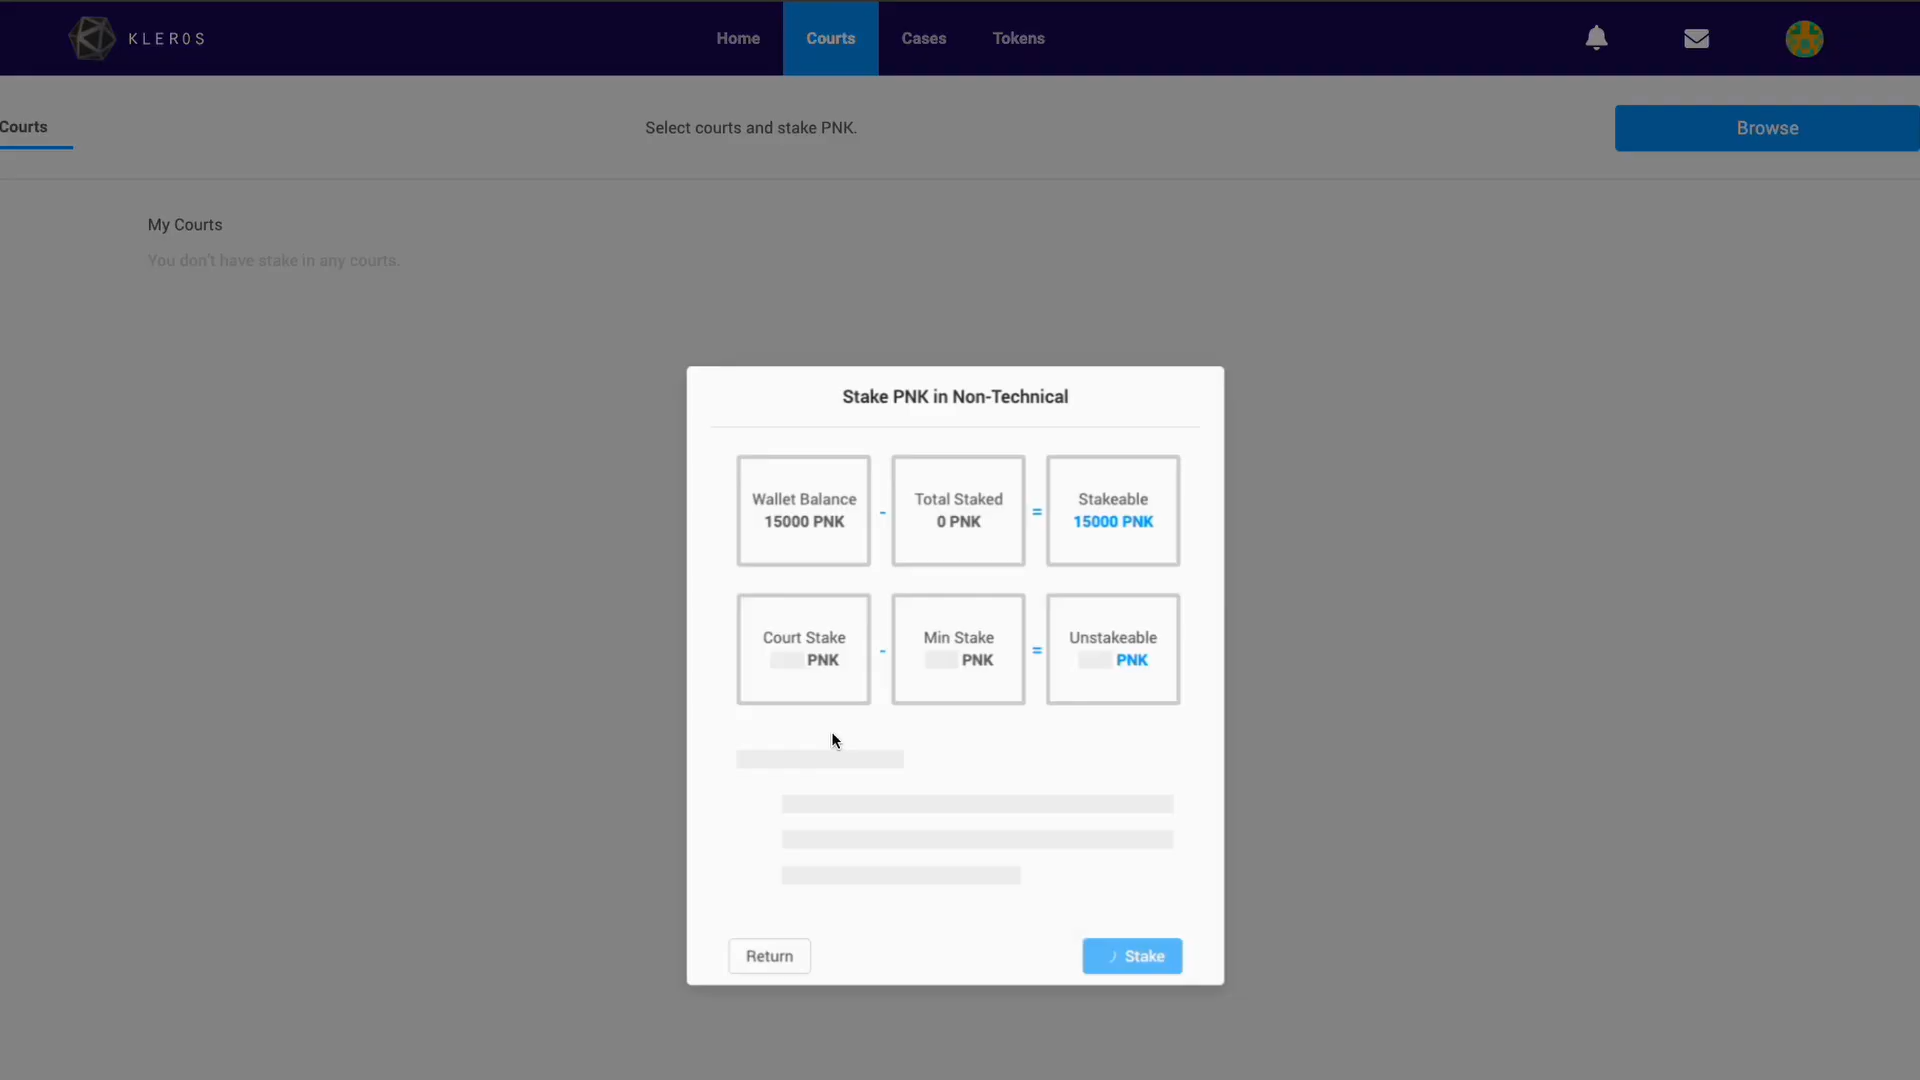 KLEROS
Home
Courts
Cases
Tokens
Courts
Select courts and stake PNK.
Browse
My Courts
You don't have stake in any courts.
Stake PNK in Non-Technical
Wallet Balance
15000 PNK
-
Total Staked
0 PNK
=
Stakeable
15000 PNK
Court Stake
PNK
-
Min Stake
PNK
=
Unstakeable
PNK
Return
Stake